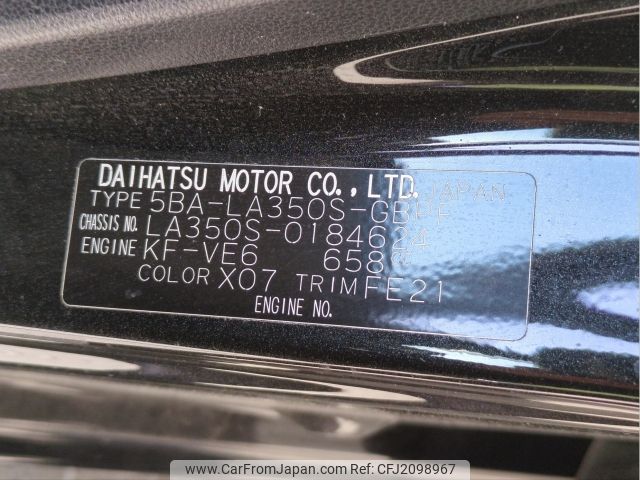 DAIHATSU MOTOR CO., LTD. JAPAN
TYPE 5BA-LA350S-GBPF
CHASSIS NO. LA350S-0184624
ENGINE KF-VE6 658
COLOR X07 TRIM FE21
ENGINE NO.
www.CarFromJapan.com Ref: CFJ2098967